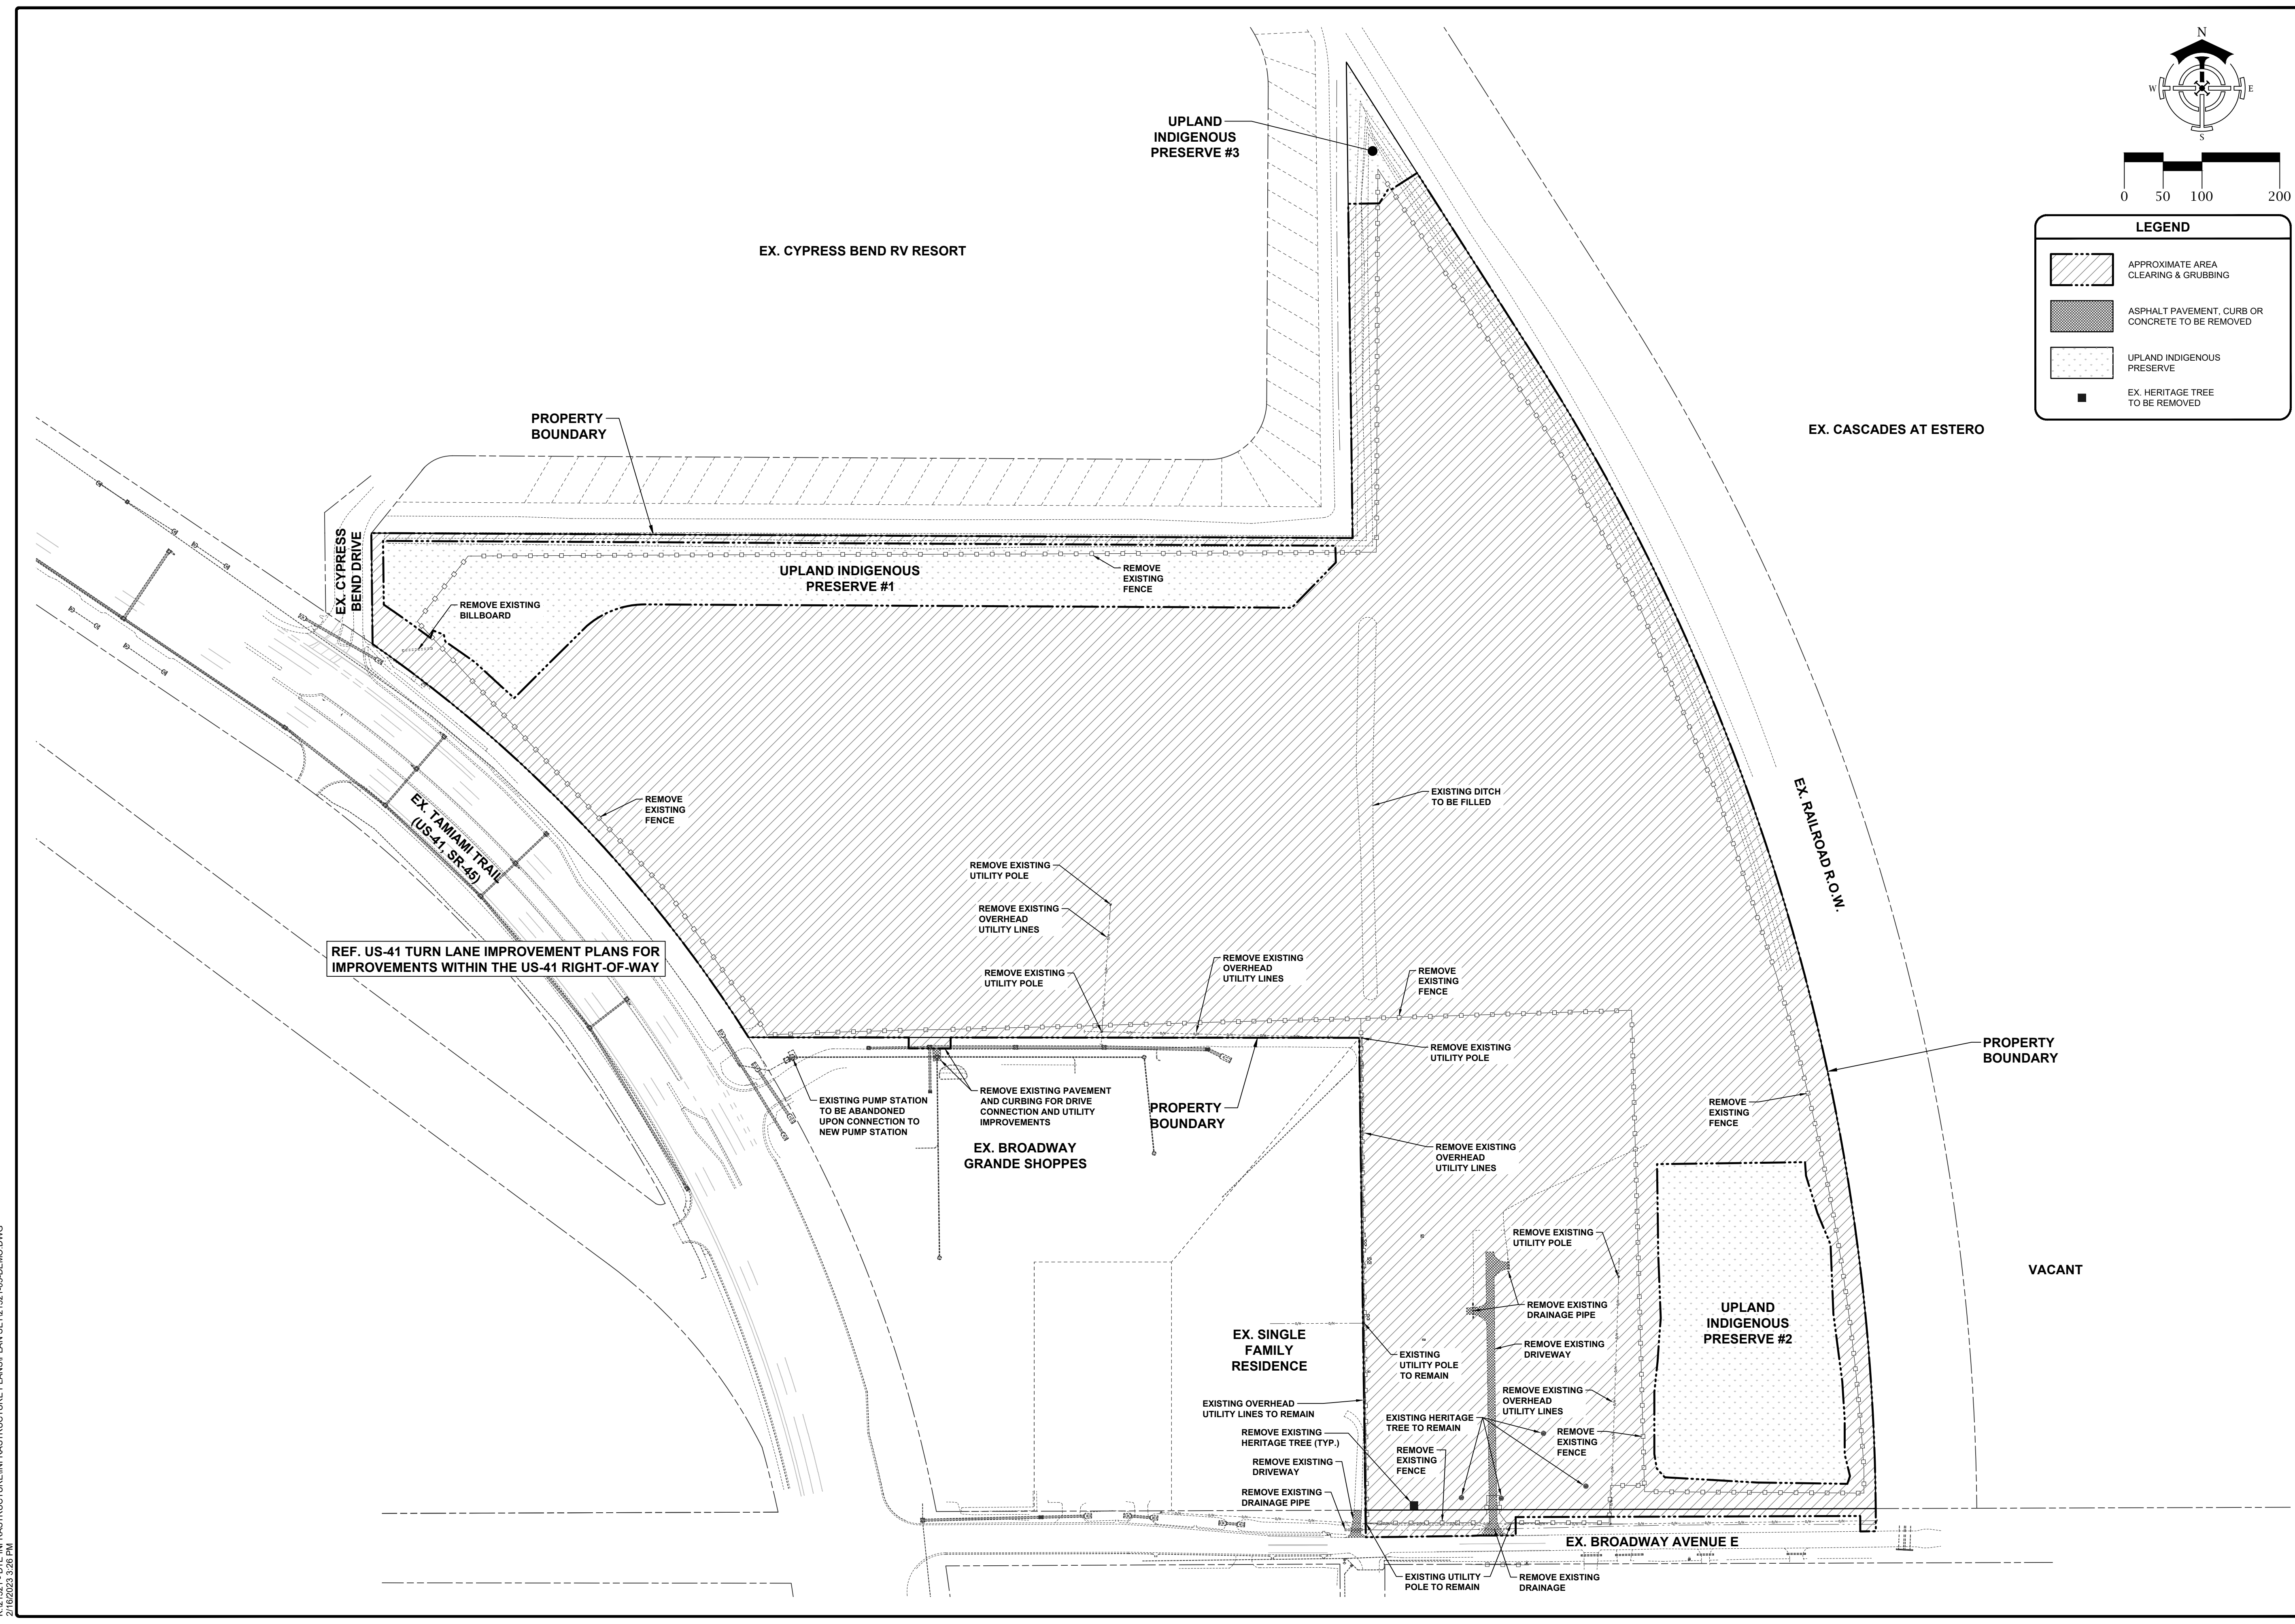 N
W
E
S
0 50 100 200
LEGEND
APPROXIMATE AREA
CLEARING & GRUBBING
ASPHALT PAVEMENT, CURB OR
CONCRETE TO BE REMOVED
UPLAND INDIGENOUS
PRESERVE
EX. HERITAGE TREE
TO BE REMOVED
UPLAND
INDIGENOUS
PRESERVE #3
EX. CYPRESS BEND RV RESORT
EX. CASCADES AT ESTERO
PROPERTY
BOUNDARY
EX. CYPRESS
BEND DRIVE
UPLAND INDIGENOUS
PRESERVE #1
REMOVE
EXISTING
FENCE
REMOVE EXISTING
BILLBOARD
REMOVE
EXISTING
FENCE
EXISTING DITCH
TO BE FILLED
EX. TAMIAMI TRAIL
(US-41, SR-45)
EX. RAILROAD R.O.W.
REMOVE EXISTING
UTILITY POLE
REMOVE EXISTING
OVERHEAD
UTILITY LINES
REF. US-41 TURN LANE IMPROVEMENT PLANS FOR
IMPROVEMENTS WITHIN THE US-41 RIGHT-OF-WAY
REMOVE EXISTING
UTILITY POLE
REMOVE EXISTING
OVERHEAD
UTILITY LINES
REMOVE
EXISTING
FENCE
REMOVE EXISTING
UTILITY POLE
PROPERTY
BOUNDARY
EXISTING PUMP STATION
TO BE ABANDONED
UPON CONNECTION TO
NEW PUMP STATION
REMOVE EXISTING PAVEMENT
AND CURBING FOR DRIVE
CONNECTION AND UTILITY
IMPROVEMENTS
PROPERTY
BOUNDARY
REMOVE
EXISTING
FENCE
EX. BROADWAY
GRANDE SHOPPES
REMOVE EXISTING
OVERHEAD
UTILITY LINES
REMOVE EXISTING
UTILITY POLE
VACANT
REMOVE EXISTING
DRAINAGE PIPE
UPLAND
INDIGENOUS
PRESERVE #2
EX. SINGLE
FAMILY
RESIDENCE
REMOVE EXISTING
DRIVEWAY
EXISTING
UTILITY POLE
TO REMAIN
REMOVE EXISTING
OVERHEAD
UTILITY LINES
EXISTING OVERHEAD
UTILITY LINES TO REMAIN
EXISTING HERITAGE
TREE TO REMAIN
REMOVE EXISTING
HERITAGE TREE (TYP.)
REMOVE
EXISTING
FENCE
REMOVE
EXISTING
FENCE
REMOVE EXISTING
DRIVEWAY
REMOVE EXISTING
DRAINAGE PIPE
EX. BROADWAY AVENUE E
EXISTING UTILITY
POLE TO REMAIN
REMOVE EXISTING
DRAINAGE
2/16/2023 3:26 PM